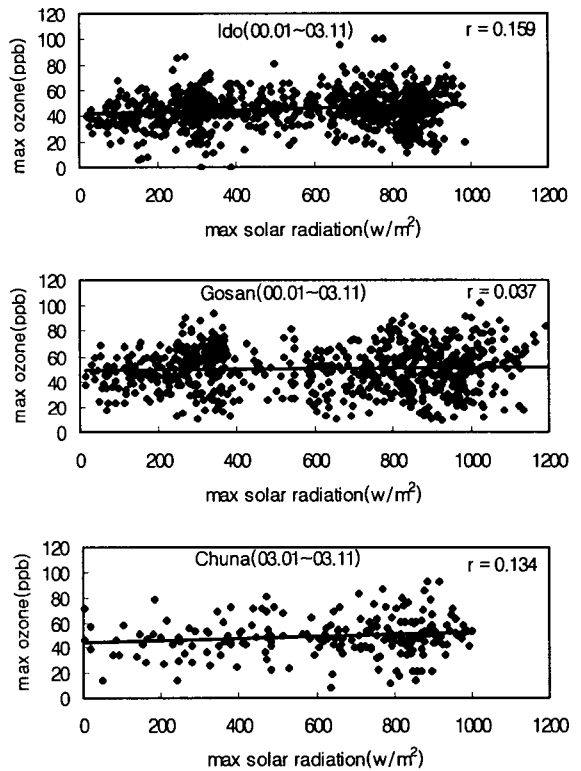 Ido(00.01~03.11) r = 0.159
120
100
80
60
40
20
0
max ozone(ppb)
0 200 400 600 800 1000 1200
max solar radiation(w/m²)
Gosan(00.01~03.11) r = 0.037
120
100
80
60
40
20
0
max ozone(ppb)
0 200 400 600 800 1000 1200
max solar radiation(w/m²)
Chuna(03.01~03.11) r = 0.134
120
100
80
60
40
20
0
max ozone(ppb)
0 200 400 600 800 1000 1200
max solar radiation(w/m²)